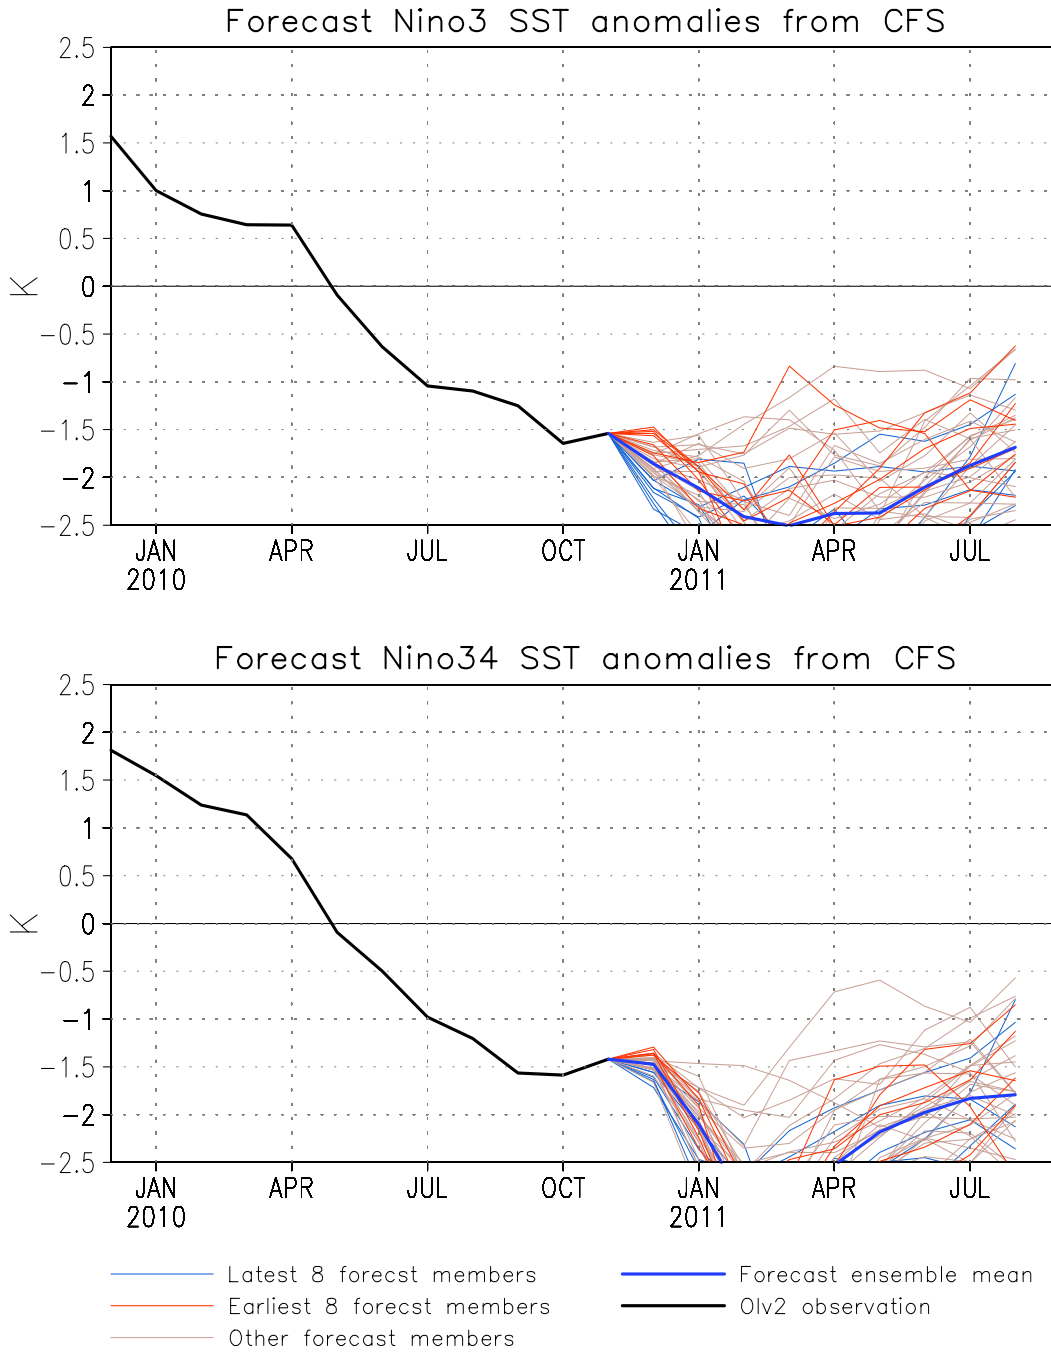 Forecast Nino3 SST anomalies from CFS
2.5
2
1.5
1
0.5
0
K
-0.5
-1
-1.5
-2
-2.5
JAN APR JUL OCT JAN APR JUL
2010 2011
Forecast Nino34 SST anomalies from CFS
2.5
2
1.5
1
0.5
0
K
-0.5
-1
-1.5
-2
-2.5
JAN APR JUL OCT JAN APR JUL
2010 2011
Latest 8 forecst members Forecast ensemble mean
Earliest 8 forecst members OIv2 observation
Other forecast members